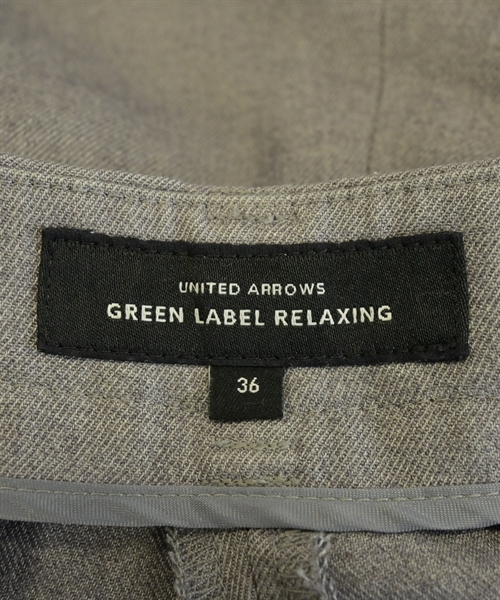 UNITED ARROWS
GREEN LABEL RELAXING
36